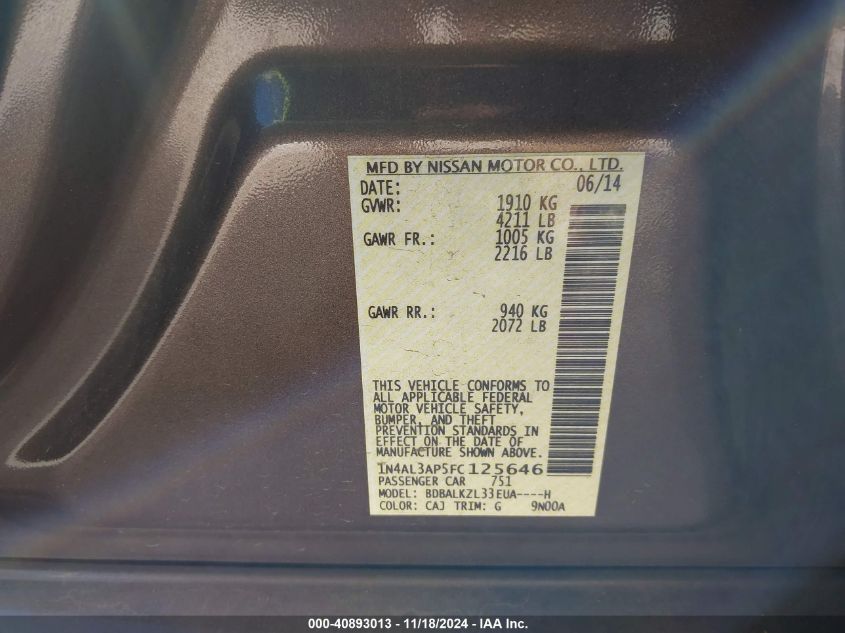 MFD BY NISSAN MOTOR CO., LTD.
DATE: 06/14
GVWR: 1910 KG
4211 LB
GAWR FR.: 1005 KG
2216 LB
GAWR RR.: 940 KG
2072 LB
THIS VEHICLE CONFORMS TO
ALL APPLICABLE FEDERAL
MOTOR VEHICLE SAFETY,
BUMPER, AND THEFT
PREVENTION STANDARDS IN
EFFECT ON THE DATE OF
MANUFACTURE SHOWN ABOVE.
1N4AL3AP5FC125646
PASSENGER CAR 751
MODEL: BDBALKZL33EUA----H
COLOR: CAJ TRIM: G 9N00A
000-40893013 - 11/18/2024 - IAA Inc.